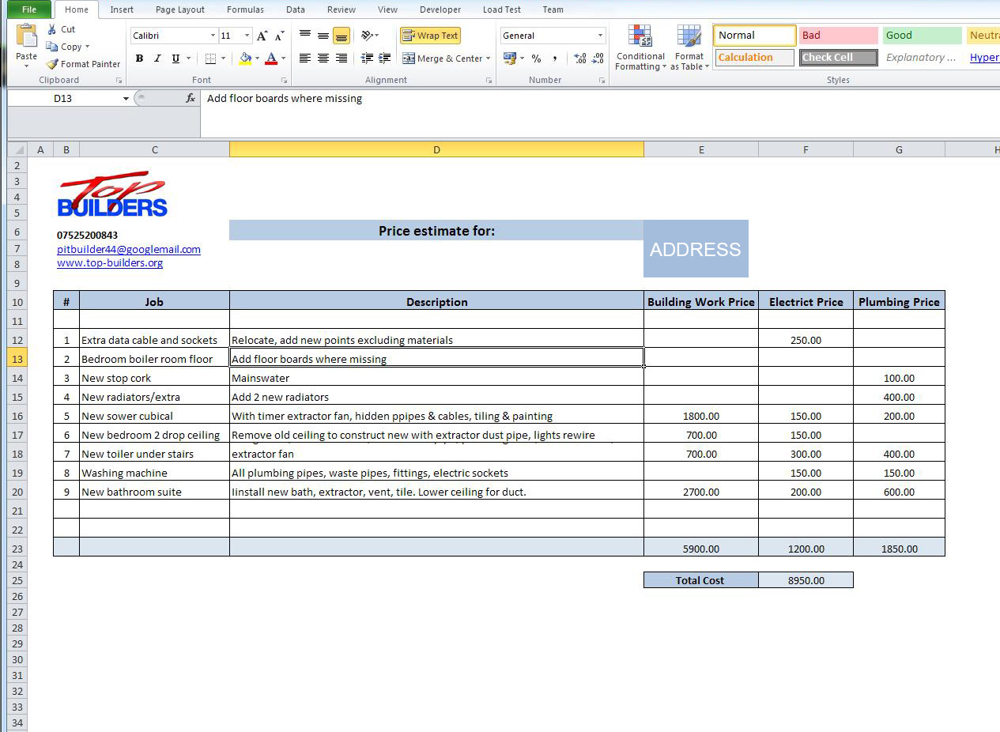 File Home Insert Page Layout Formulas Data Review View Developer Load Test Team
Cut
Copy
Format Painter
Paste
Calibri 11
B I U A A A
Wrap Text
Merge & Center
General
% ,
Conditional Formatting
Format as Table
Normal Bad Good
Calculation Check Cell Explanatory ... Hyper
Clipboard Font Alignment Number Styles
D13 fx Add floor boards where missing
A B C D E F G
2
3
4
5
Top
BUILDERS
6 Price estimate for:
07525200843
7 pitbuilder44@googlemail.com ADDRESS
8 www.top-builders.org
9
10 # Job Description Building Work Price Electrict Price Plumbing Price
11
12 1 Extra data cable and sockets Relocate, add new points excluding materials 250.00
13 2 Bedroom boiler room floor Add floor boards where missing
14 3 New stop cork Mainswater 100.00
15 4 New radiators/extra Add 2 new radiators 400.00
16 5 New sower cubical With timer extractor fan, hidden ppipes & cables, tiling & painting 1800.00 150.00 200.00
17 6 New bedroom 2 drop ceiling Remove old ceiling to construct new with extractor dust pipe, lights rewire 700.00 150.00
18 7 New toiler under stairs extractor fan 700.00 300.00 400.00
19 8 Washing machine All plumbing pipes, waste pipes, fittings, electric sockets 150.00 150.00
20 9 New bathroom suite Iinstall new bath, extractor, vent, tile. Lower ceiling for duct. 2700.00 200.00 600.00
21
22
23 5900.00 1200.00 1850.00
24
25 Total Cost 8950.00
26
27
28
29
30
31
32
33
34